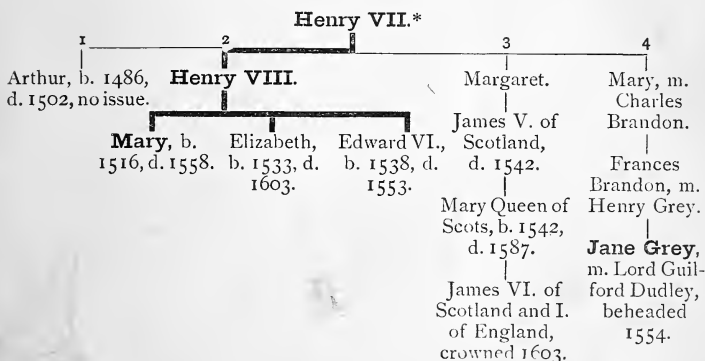 Henry VII.*
1
2
3
4
Arthur, b. 1486,
d. 1502, no issue.
Henry VIII.
Mary, b.
1516, d. 1558.
Elizabeth,
b. 1533, d.
1603.
Edward VI.,
b. 1538, d.
1553.
Margaret.
James V. of
Scotland,
d. 1542.
Mary Queen of
Scots, b. 1542,
d. 1587.
James VI. of
Scotland and I.
of England,
crowned 1603.
Mary, m.
Charles
Brandon.
Frances
Brandon, m.
Henry Grey.
Jane Grey,
m. Lord Guil-
ford Dudley,
beheaded
1554.